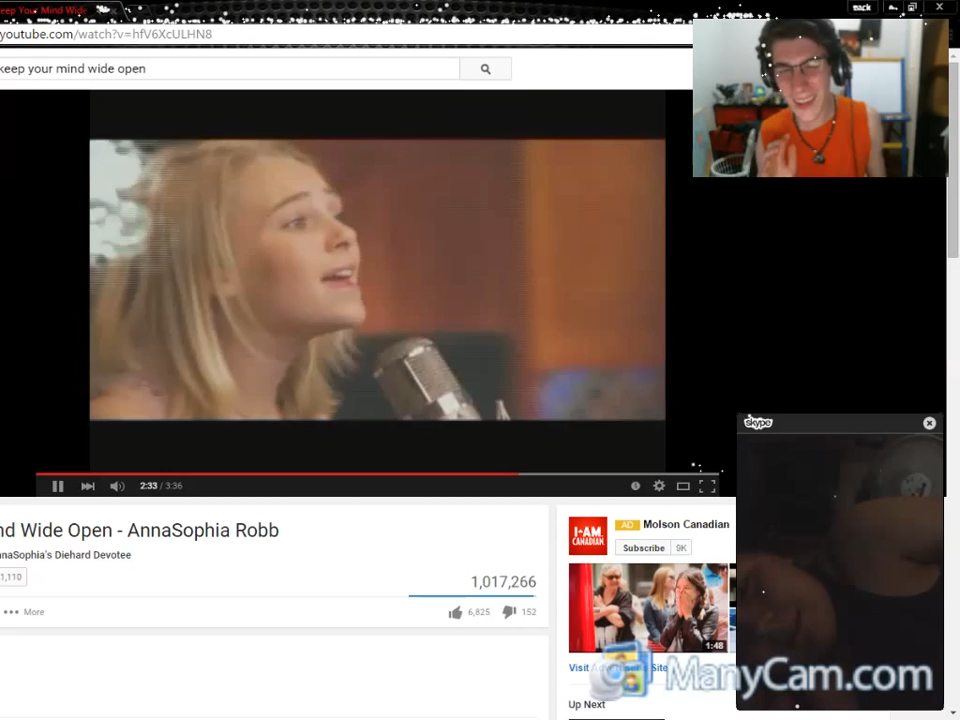 Keep Your Mind Wide
youtube.com/watch?v=hfV6XcULHN8
keep your mind wide open
skype
2:33 / 3:36
nd Wide Open - AnnaSophia Robb
nnaSophia's Diehard Devotee
1,110
1,017,266
••• More
6,825
152
I AM.
CANADIAN
AD Molson Canadian
Subscribe 9K
1:48
Visit Advertiser's Site
ManyCam.com
Up Next